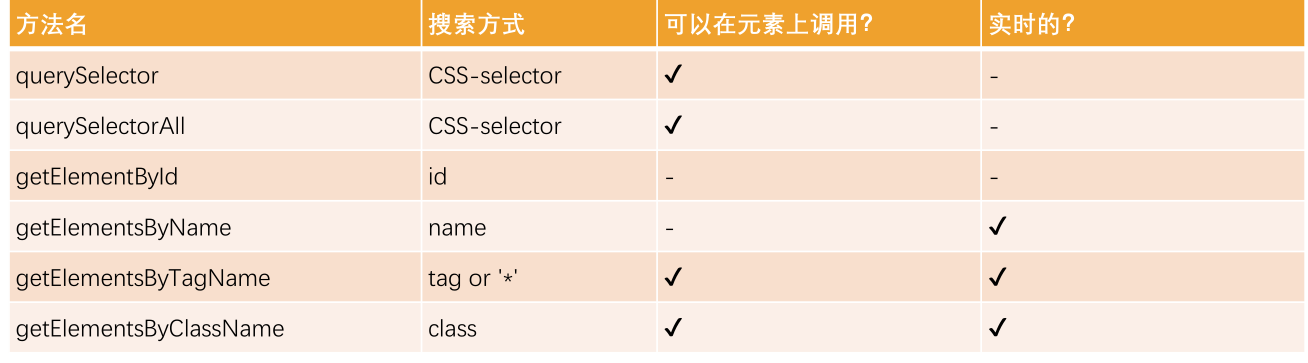 方法名 搜索方式 可以在元素上调用？ 实时的？
querySelector CSS-selector ✓ -
querySelectorAll CSS-selector ✓ -
getElementById id - -
getElementsByName name - ✓
getElementsByTagName tag or '*' ✓ ✓
getElementsByClassName class ✓ ✓